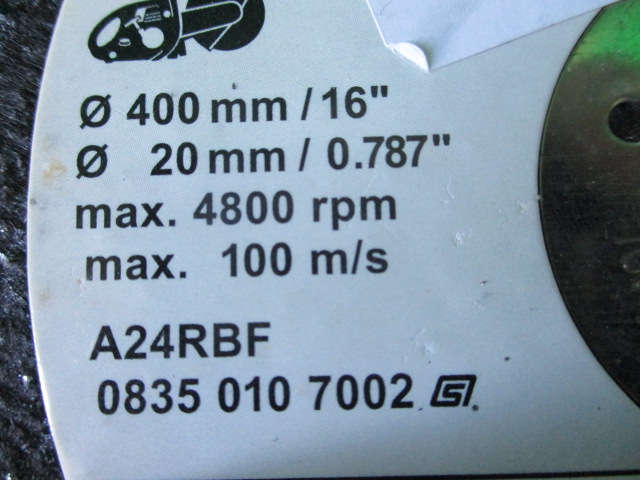 Ø 400 mm / 16"
Ø 20 mm / 0.787"
max. 4800 rpm
max. 100 m/s
A24RBF
0835 010 7002